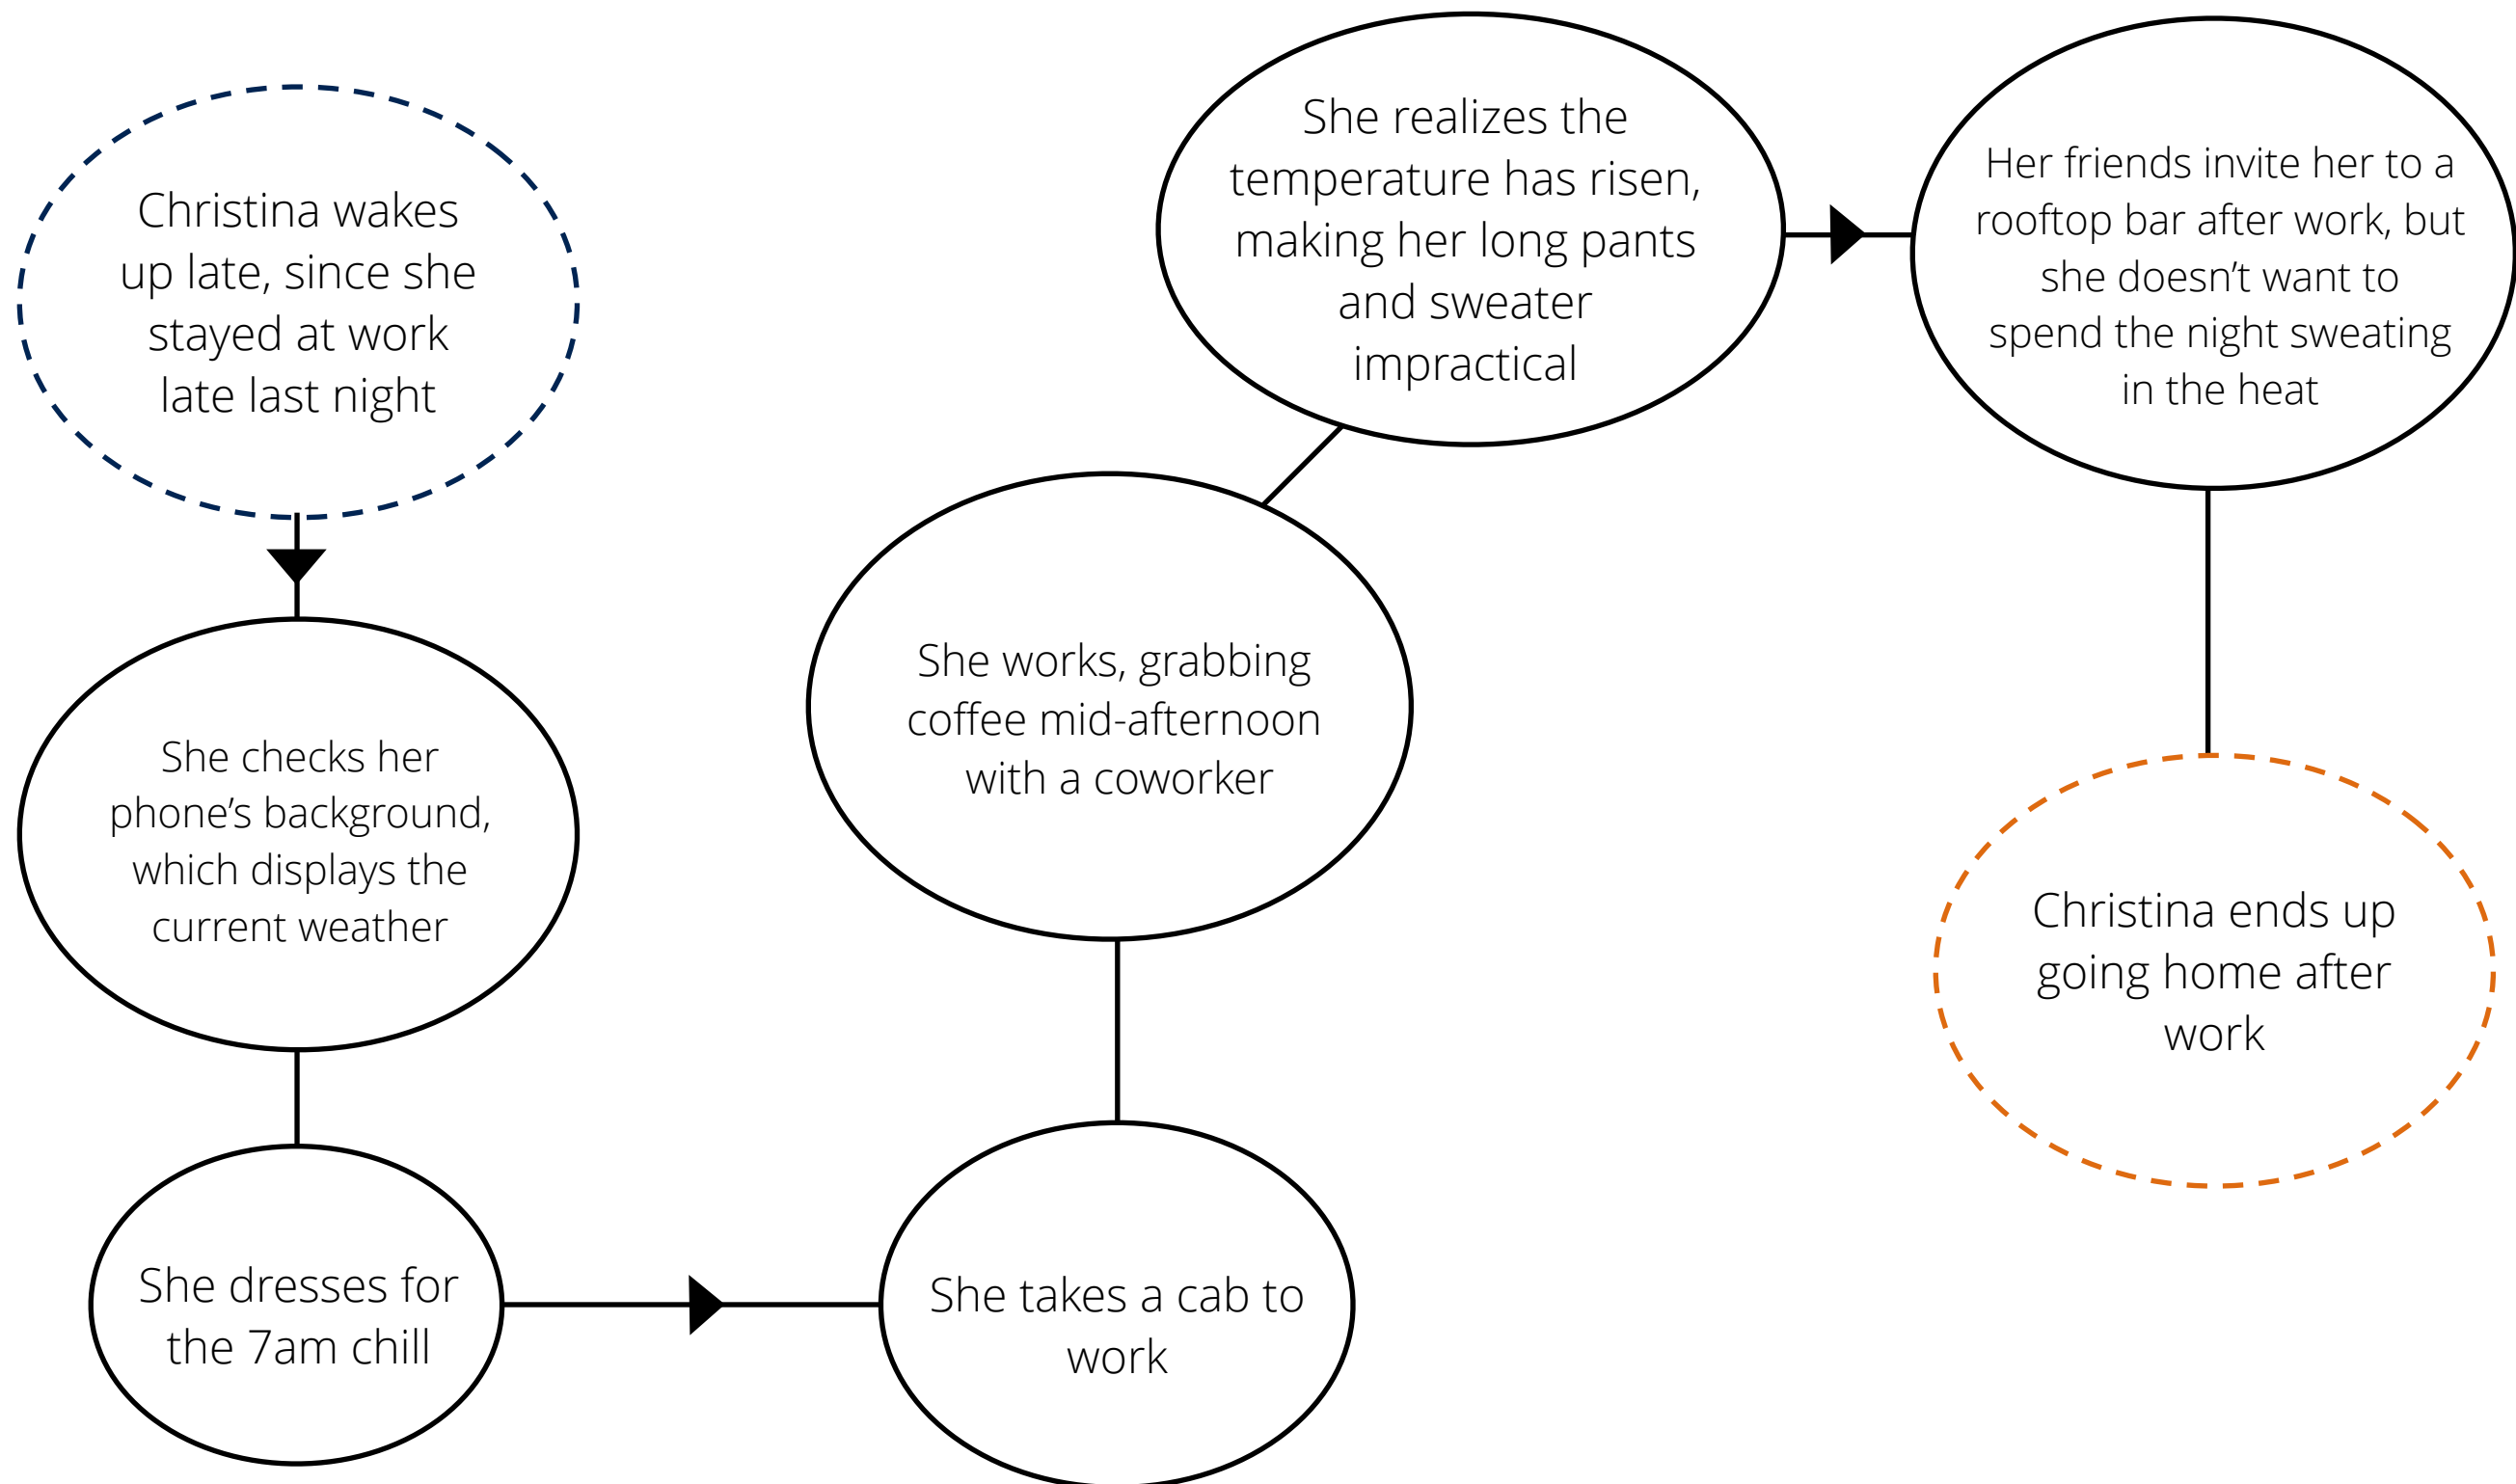 Christina wakes
up late, since she
stayed at work
late last night
She checks her
phone’s background,
which displays the
current weather
She dresses for
the 7am chill
She takes a cab to
work
She works, grabbing
coffee mid-afternoon
with a coworker
She realizes the
temperature has risen,
making her long pants
and sweater
impractical
Her friends invite her to a
rooftop bar after work, but
she doesn’t want to
spend the night sweating
in the heat
Christina ends up
going home after
work